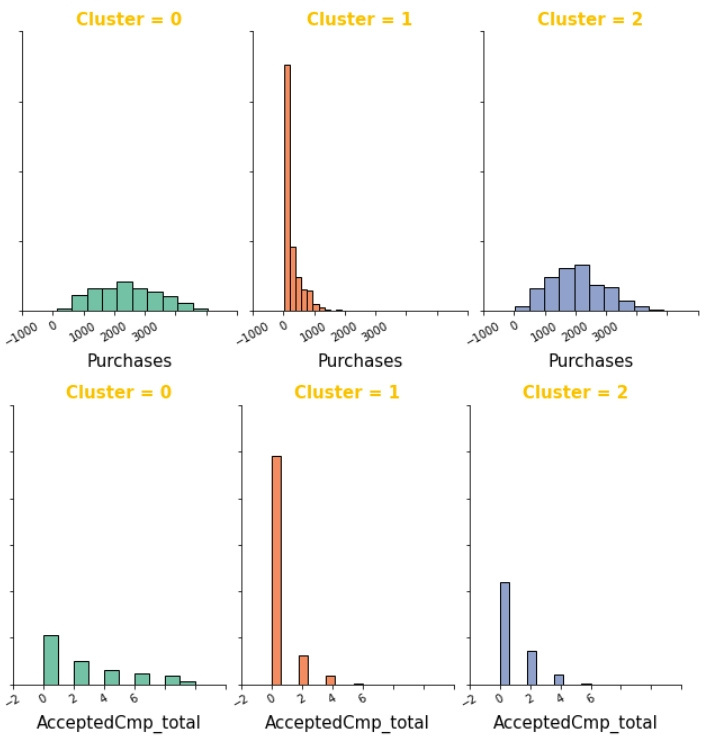 Cluster = 0 Cluster = 1 Cluster = 2
-1000 0 1000 2000 3000 -1000 0 1000 2000 3000 -1000 0 1000 2000 3000
Purchases Purchases Purchases
Cluster = 0 Cluster = 1 Cluster = 2
-2 0 2 4 6 -2 0 2 4 6 -2 0 2 4 6
AcceptedCmp_total AcceptedCmp_total AcceptedCmp_total